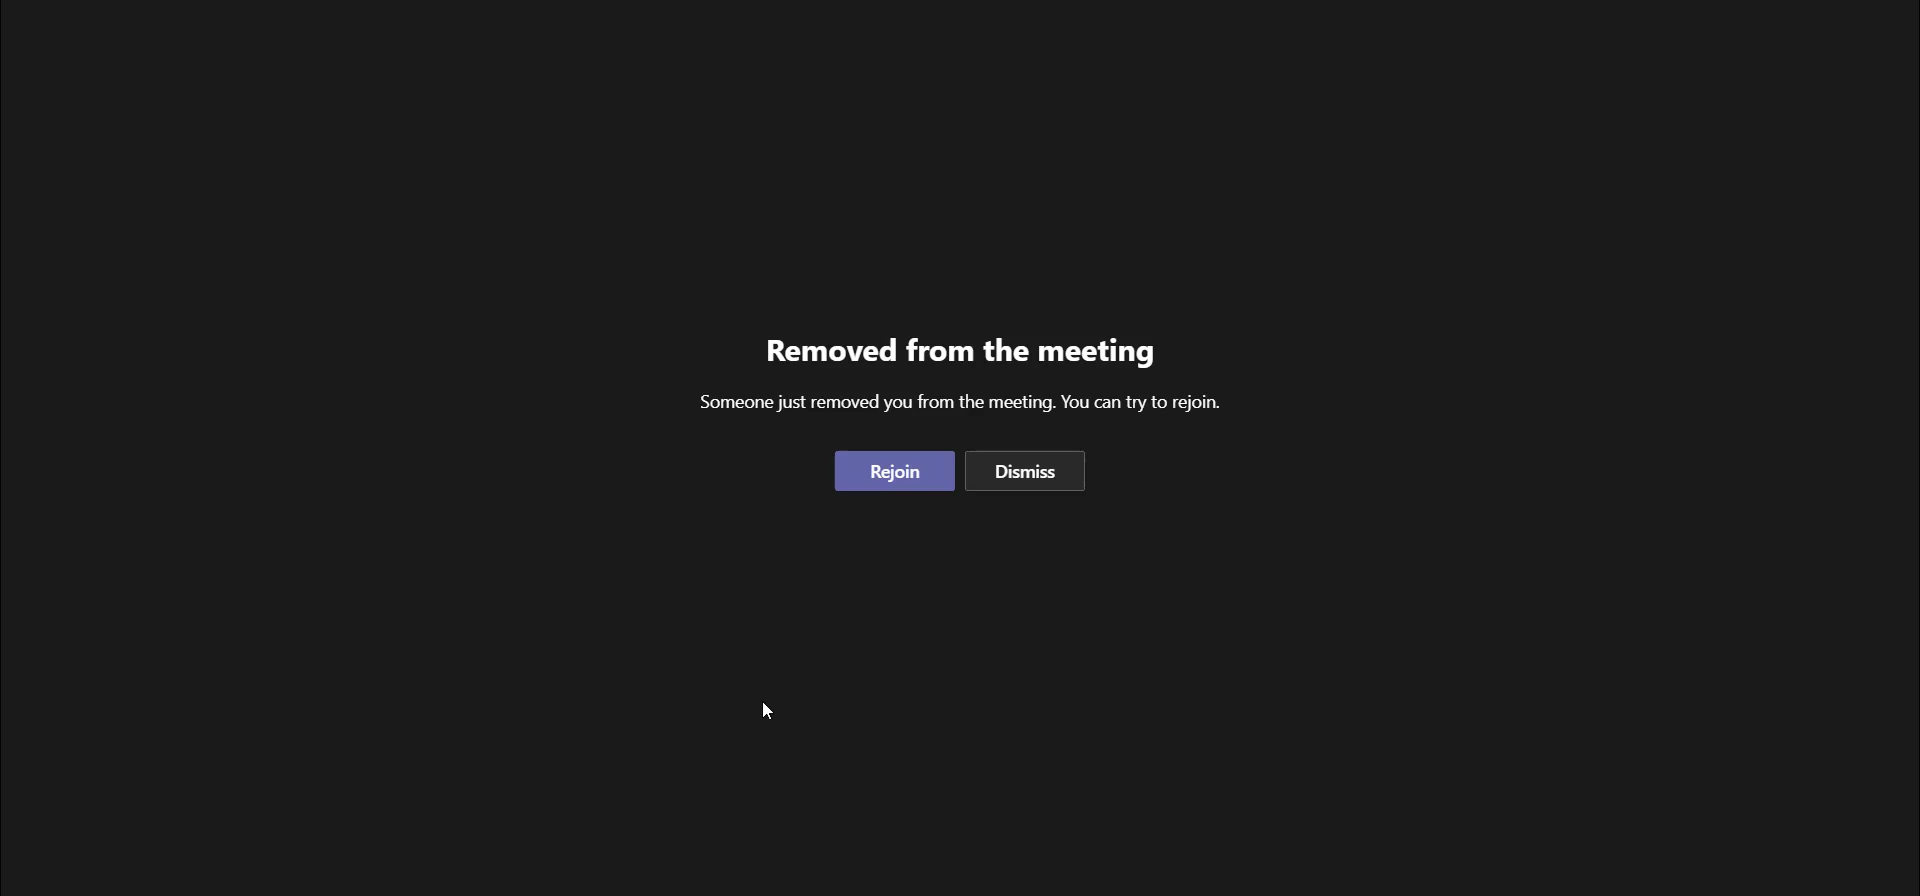 Removed from the meeting
Someone just removed you from the meeting. You can try to rejoin.
Rejoin
Dismiss